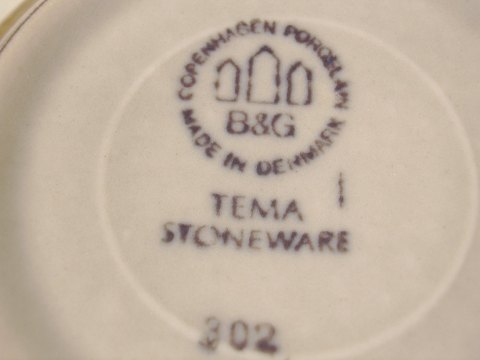 COPENHAGEN PORCELAIN
B&G
MADE IN DENMARK
TEMA
STONEWARE
302